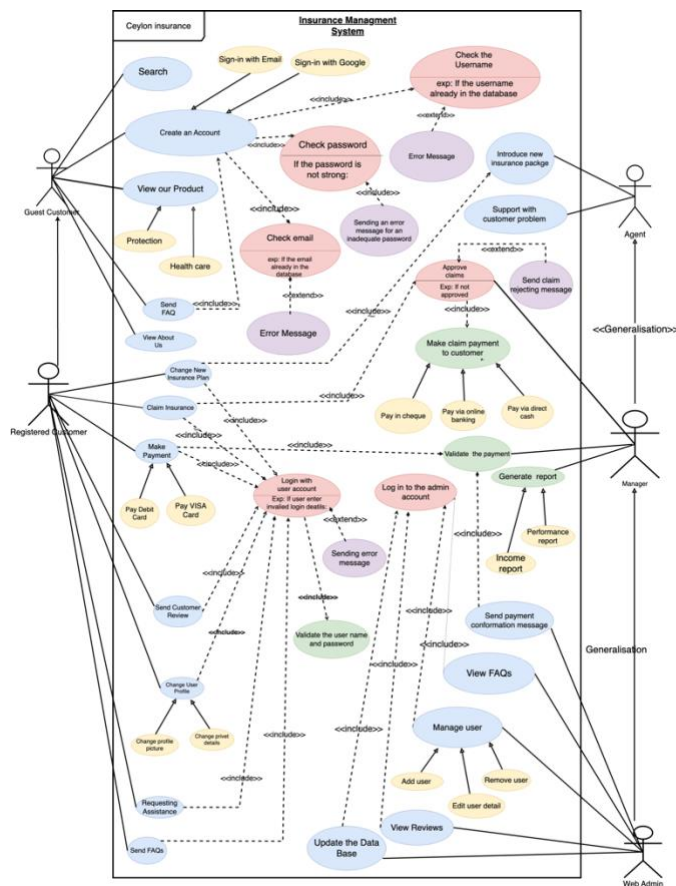 Ceylon insurance
Insurance Managment
System
Sign-in with Email
Sign-in with Google
Check the
Username
exp: If the username
already in the database
Search
<<include>>
Create an Account
<<include>>
<<extend>>
Check password
If the password is
not strong:
Error Message
Introduce new
insurance packge
View our Product
Guest Customer
<<include>>
<<include>>
Sending an error
message for an
inadequate password
Support with
customer problem
Agent
Protection
Health care
Check email
exp: If the email
already in the
database
Approve
claims
Exp: If not
approved
<<extend>>
Send claim
rejecting message
Send
FAQ
<<include>>
<<extend>>
<<include>>
<<include>>
View About
Us
Error Message
Make claim payment
to customer
<<Generalisation>>
Change New
Insurance Plan
<<include>>
Claim Insurance
Pay in cheque
Pay via online
banking
Pay via direct
cash
Registered Customer
<<include>>
<<include>>
Make
Payment
<<include>>
Validate the payment
Manager
Login with
user account
Exp: If user enter
invailed login deatils:
Log in to the admin
account
Generate report
Pay Debit
Card
Pay VISA
Card
<<extend>>
Performance
report
Sending error
message
Income
report
<<include>>
<<include>>
<<include>>
Send Customer
Review
Send payment
conformation message
<<include>>
Validate the user name
and password
<<include>>
Generalisation
<<include>>
View FAQs
Change User
Profile
<<include>>
Manage user
Change profile
picture
Change privet
details
<<include>>
<<include>>
Add user
Remove user
Edit user detail
Requesting
Assistance
<<include>>
View Reviews
Send FAQs
Update the Data
Base
Web Admin